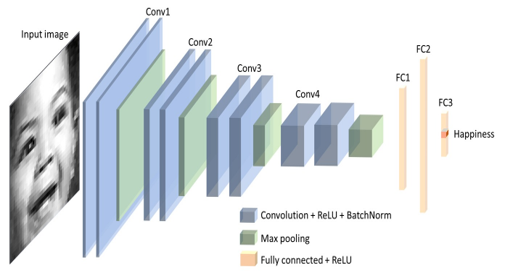 Input image
Conv1
Conv2
Conv3
Conv4
FC1
FC2
FC3
Happiness
Convolution + ReLU + BatchNorm
Max pooling
Fully connected + ReLU